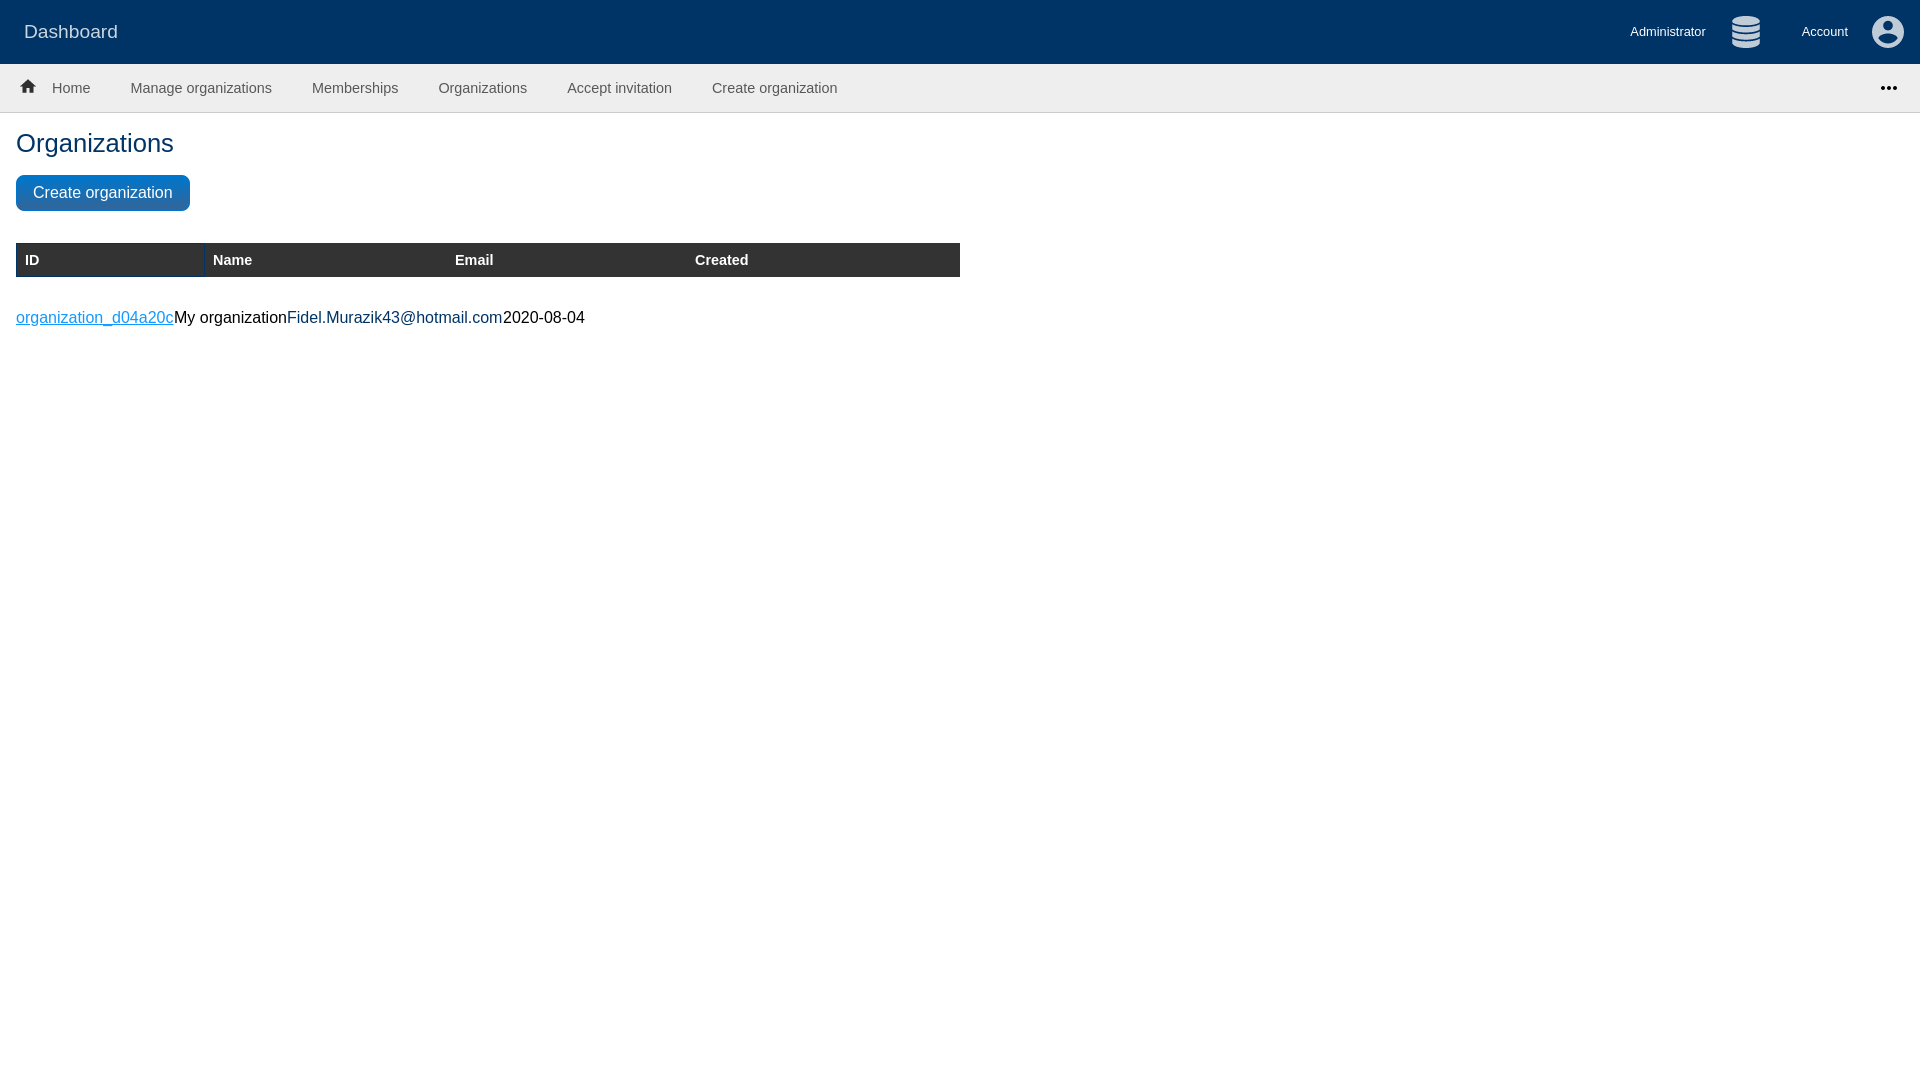 Dashboard Administrator Account
Home Manage organizations Memberships Organizations Accept invitation Create organization
Organizations
Create organization
ID Name Email Created
organization_d04a20cMy organizationFidel.Murazik43@hotmail.com2020-08-04